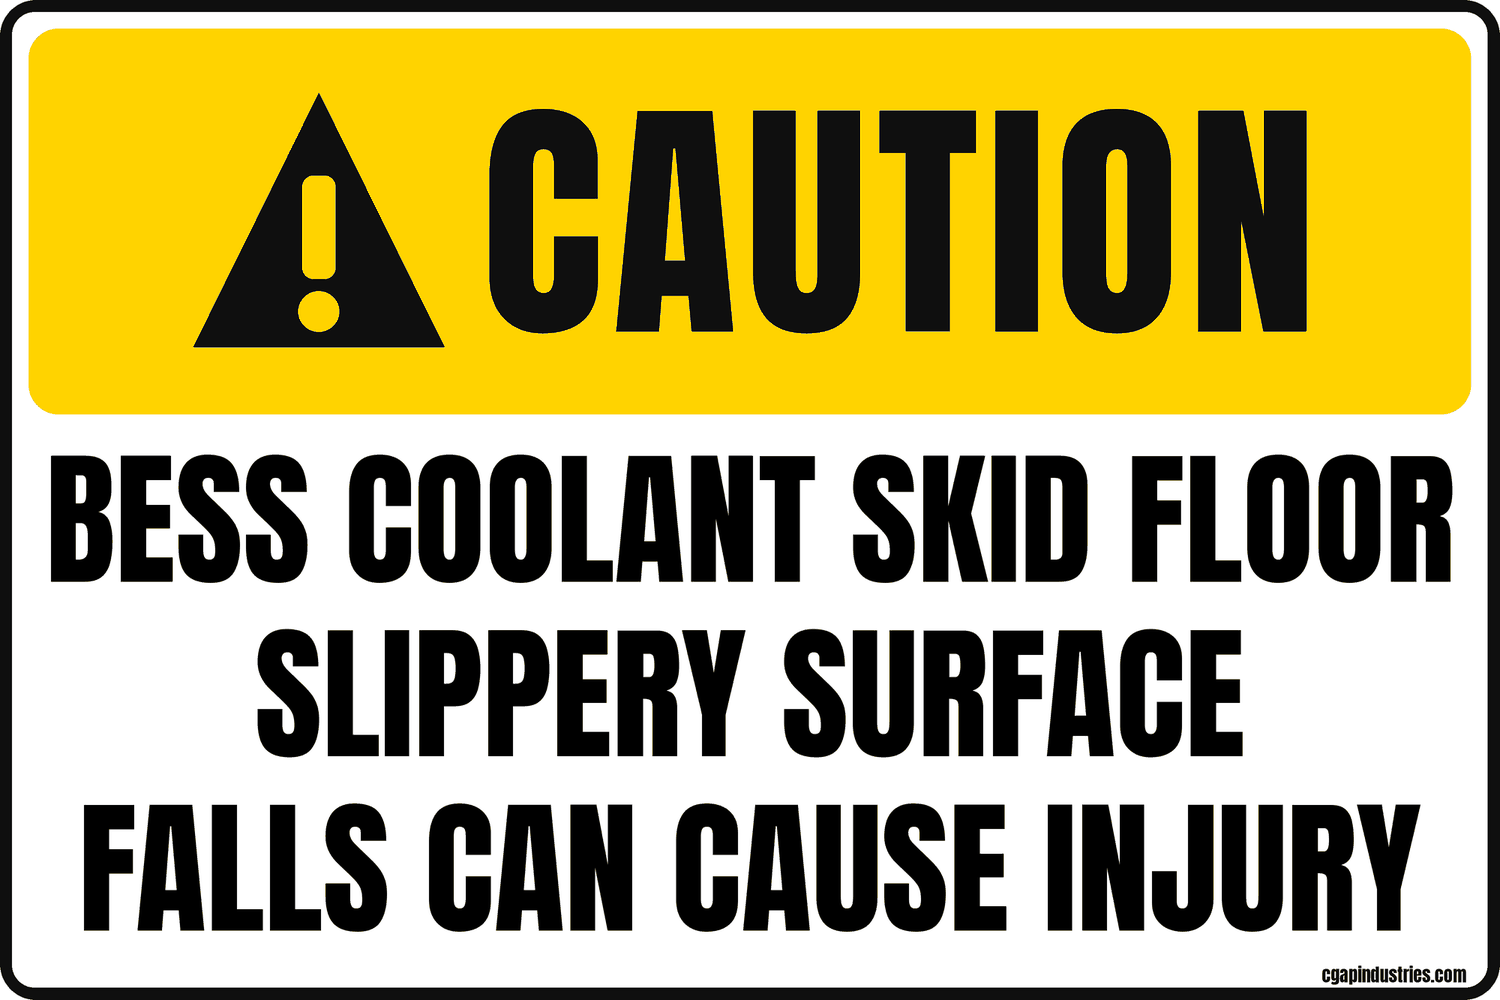 CAUTION
BESS COOLANT SKID FLOOR
SLIPPERY SURFACE
FALLS CAN CAUSE INJURY
cgapindustries.com